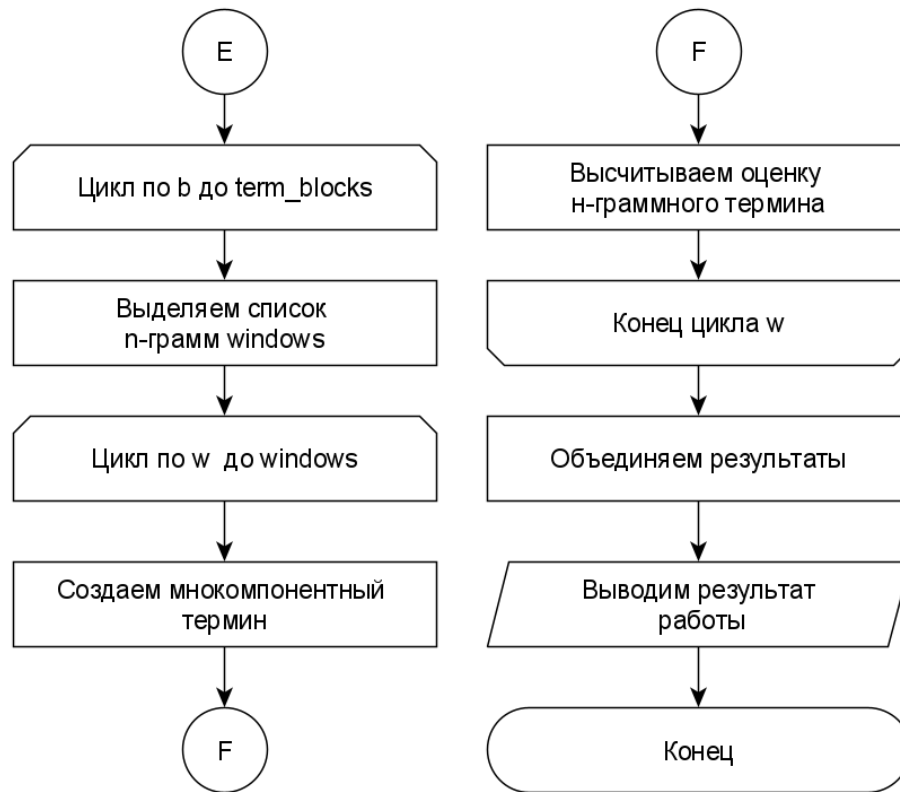 E
Цикл по b до term_blocks
Выделяем список
n-грамм windows
Цикл по w до windows
Создаем мнокомпонентный
термин
F
F
Высчитываем оценку
н-граммного термина
Конец цикла w
Объединяем результаты
Выводим результат
работы
Конец